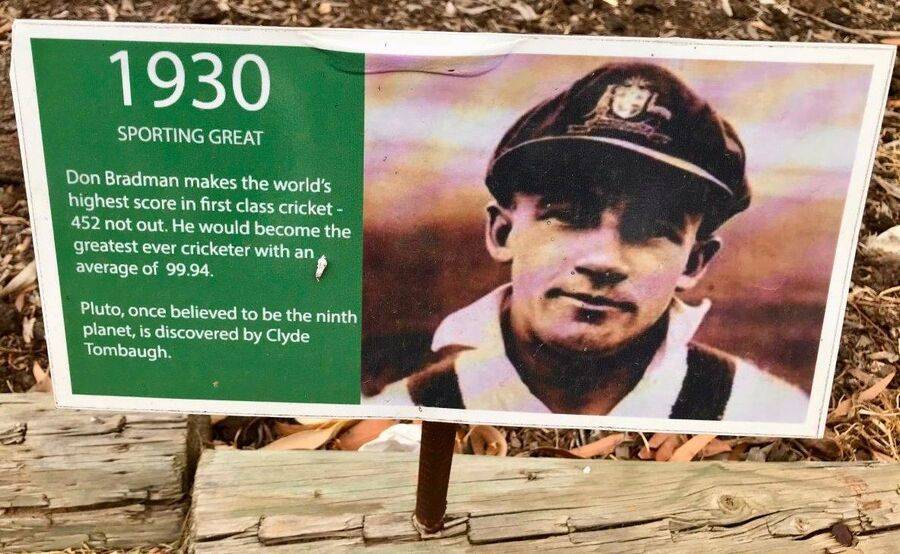 1930
SPORTING GREAT
Don Bradman makes the world's
highest score in first class cricket -
452 not out. He would become the
greatest ever cricketer with an
average of 99.94.
Pluto, once believed to be the ninth
planet, is discovered by Clyde
Tombaugh.